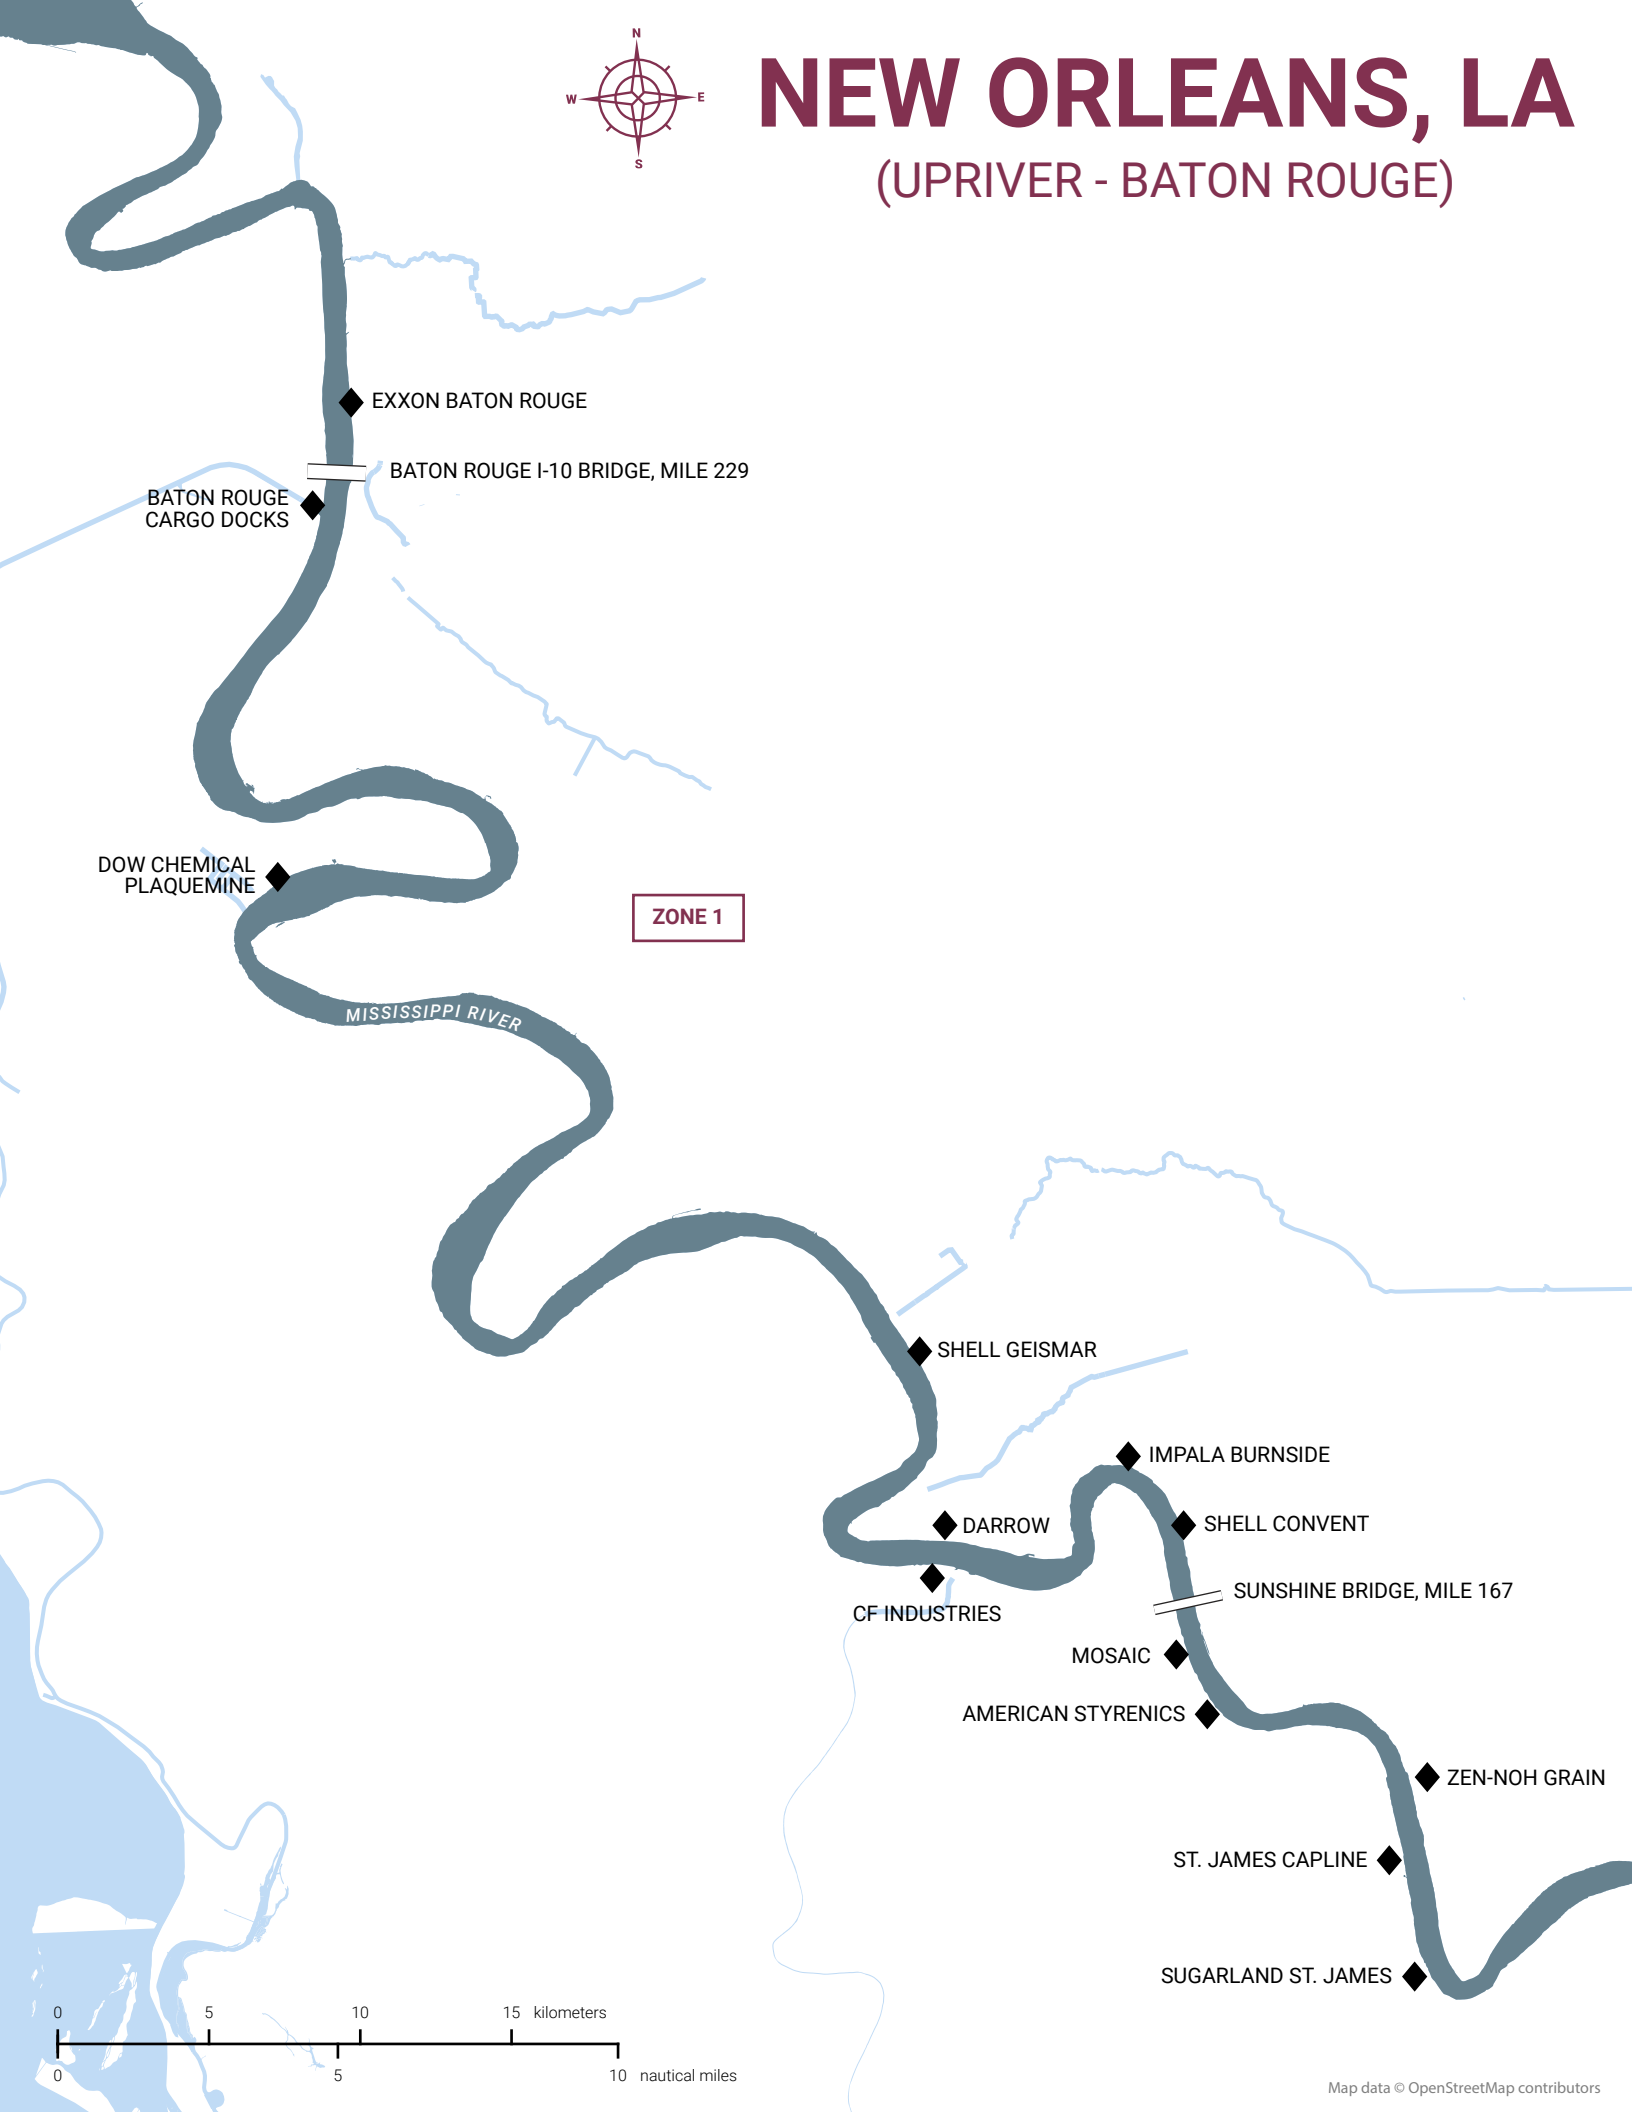 N
W
E
S
NEW ORLEANS, LA
(UPRIVER - BATON ROUGE)
EXXON BATON ROUGE
BATON ROUGE I-10 BRIDGE, MILE 229
BATON ROUGE
CARGO DOCKS
DOW CHEMICAL
PLAQUEMINE
ZONE 1
MISSISSIPPI RIVER
SHELL GEISMAR
IMPALA BURNSIDE
DARROW
SHELL CONVENT
CF INDUSTRIES
SUNSHINE BRIDGE, MILE 167
MOSAIC
AMERICAN STYRENICS
ZEN-NOH GRAIN
ST. JAMES CAPLINE
SUGARLAND ST. JAMES
0 5 10 15 kilometers
0 5 10 nautical miles
Map data © OpenStreetMap contributors